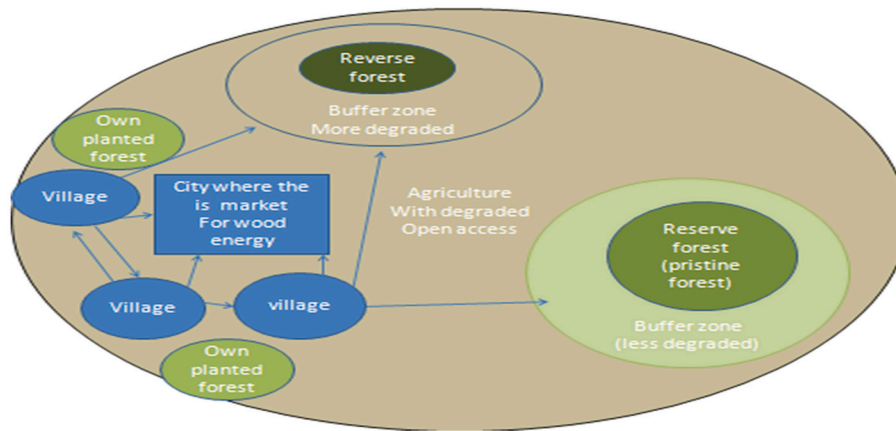 Reverse
forest
Buffer zone
More degraded
Own
planted
forest
Village
City where the
is market
For wood
energy
Agriculture
With degraded
Open access
Reserve
forest
(pristine
forest)
Buffer zone
(less degraded)
Village
village
Own
planted
forest